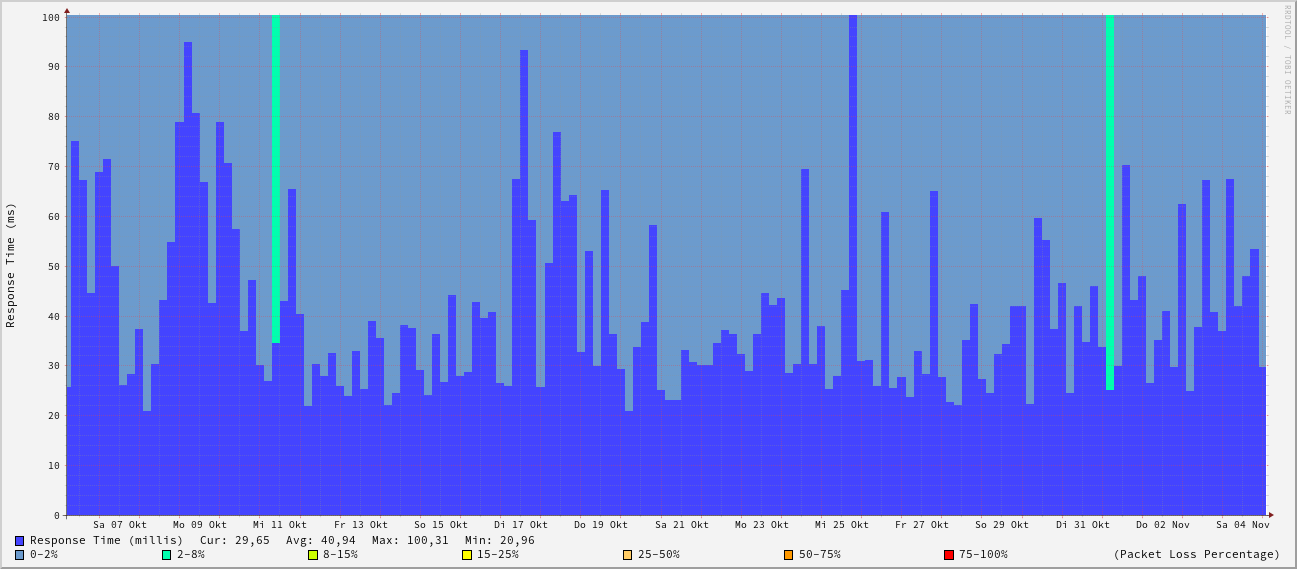 RRDTOOL / TOBI OETIKER
Response Time (ms)
100
90
80
70
60
50
40
30
20
10
0
Sa 07 Okt Mo 09 Okt Mi 11 Okt Fr 13 Okt So 15 Okt Di 17 Okt Do 19 Okt Sa 21 Okt Mo 23 Okt Mi 25 Okt Fr 27 Okt So 29 Okt Di 31 Okt Do 02 Nov Sa 04 Nov
Response Time (millis) Cur: 29,65 Avg: 40,94 Max: 100,31 Min: 20,96
0-2% 2-8% 8-15% 15-25% 25-50% 50-75% 75-100% (Packet Loss Percentage)